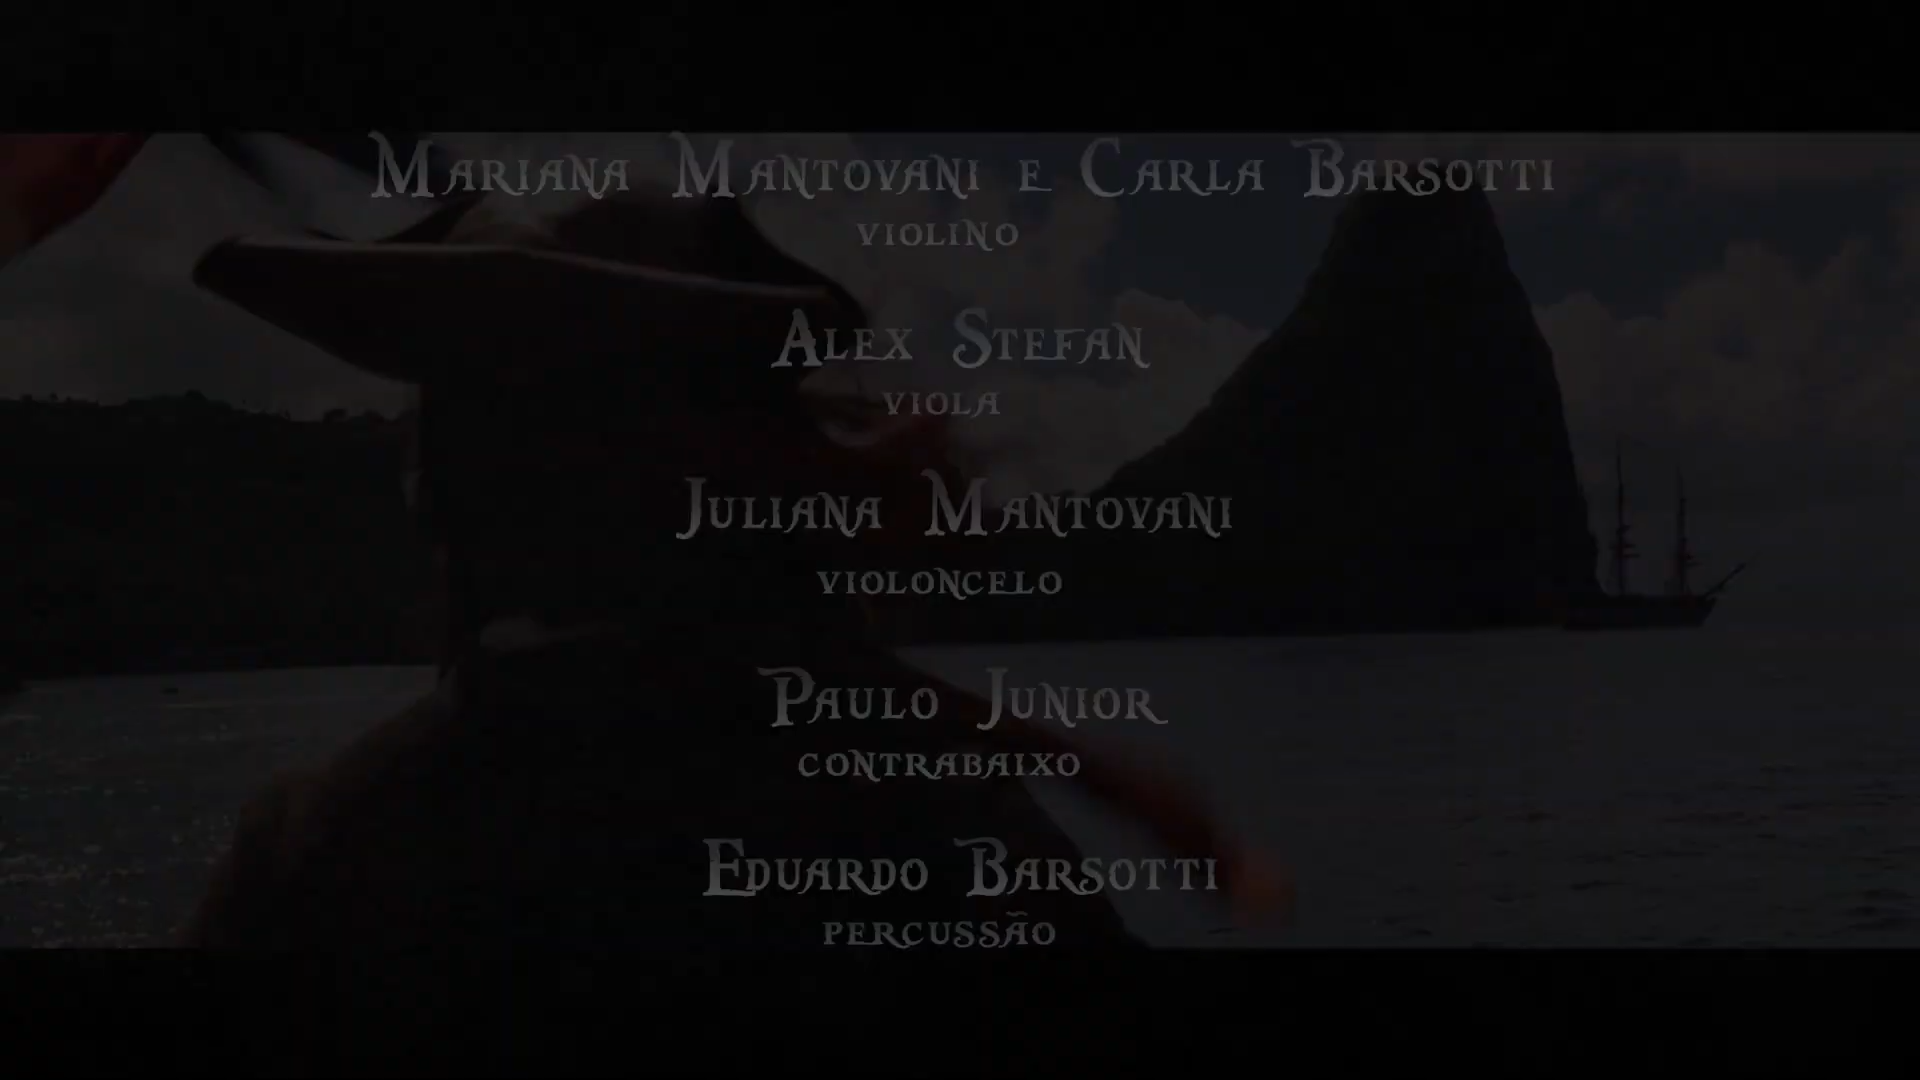 Mariana Mantovani e Carla Barsotti
violino
Alex Stefan
viola
Juliana Mantovani
violoncelo
Paulo Junior
contrabaixo
Eduardo Barsotti
percussão